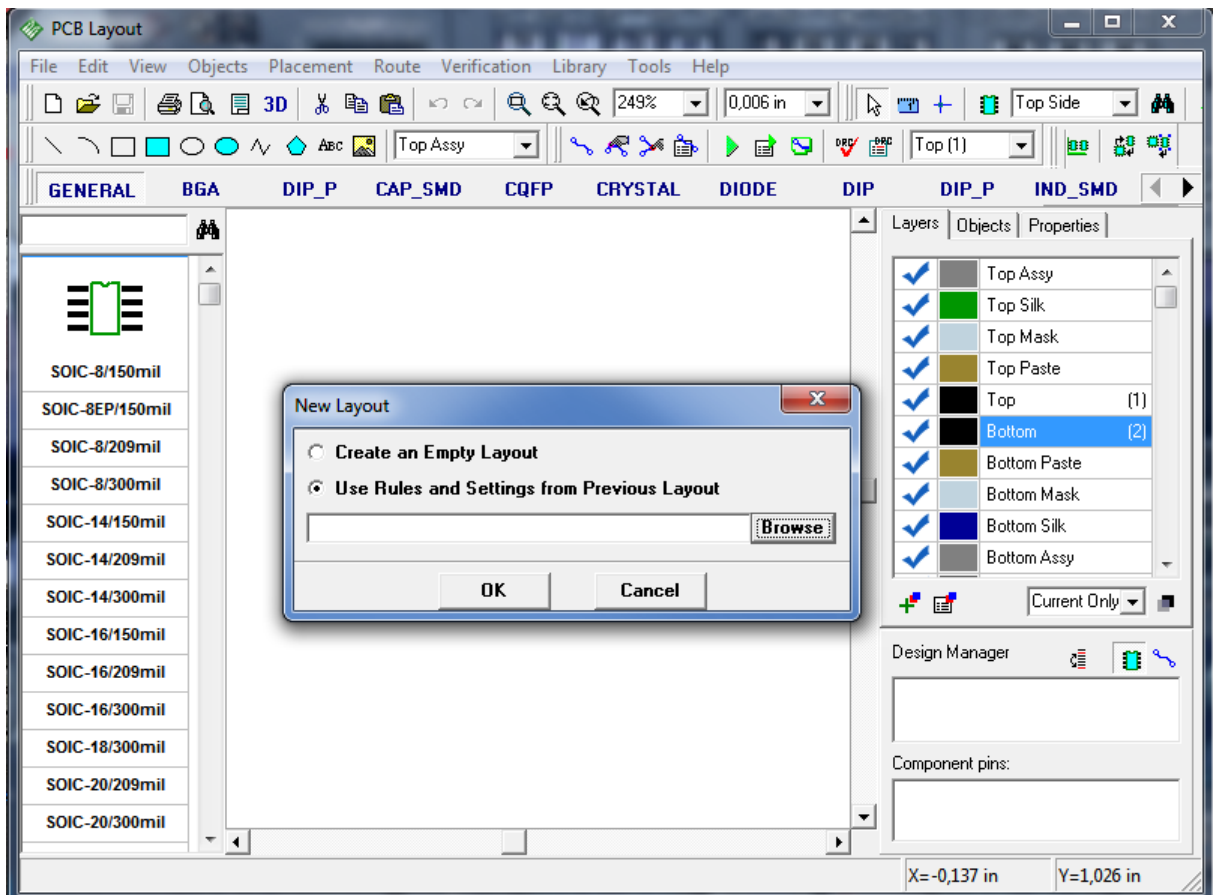 PCB Layout
File Edit View Objects Placement Route Verification Library Tools Help
3D 249% 0,006 in Top Side
ABC Top Assy DRC DRC Top (1)
GENERAL BGA DIP_P CAP_SMD CQFP CRYSTAL DIODE DIP DIP_P IND_SMD
Layers Objects Properties
Top Assy
Top Silk
Top Mask
Top Paste
Top (1)
Bottom (2)
Bottom Paste
Bottom Mask
Bottom Silk
Bottom Assy
Current Only
Design Manager
Component pins:
SOIC-8/150mil
SOIC-8EP/150mil
SOIC-8/209mil
SOIC-8/300mil
SOIC-14/150mil
SOIC-14/209mil
SOIC-14/300mil
SOIC-16/150mil
SOIC-16/209mil
SOIC-16/300mil
SOIC-18/300mil
SOIC-20/209mil
SOIC-20/300mil
New Layout
Create an Empty Layout
Use Rules and Settings from Previous Layout
Browse
OK Cancel
X=-0,137 in Y=1,026 in